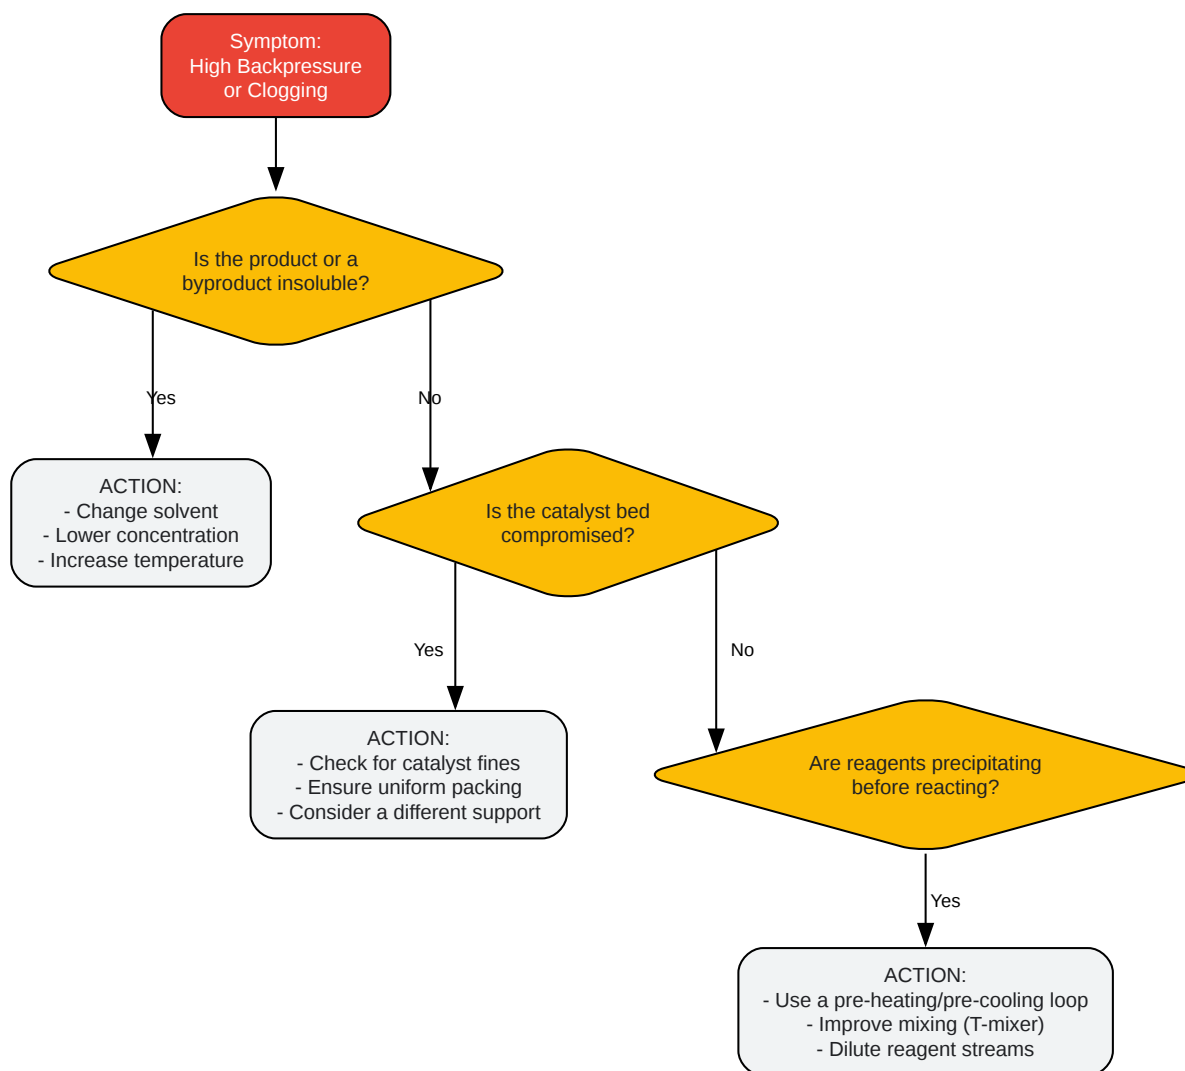 Symptom:
High Backpressure
or Clogging
Is the product or a
byproduct insoluble?
Yes
No
ACTION:
- Change solvent
- Lower concentration
- Increase temperature
Is the catalyst bed
compromised?
Yes
No
ACTION:
- Check for catalyst fines
- Ensure uniform packing
- Consider a different support
Are reagents precipitating
before reacting?
Yes
ACTION:
- Use a pre-heating/pre-cooling loop
- Improve mixing (T-mixer)
- Dilute reagent streams